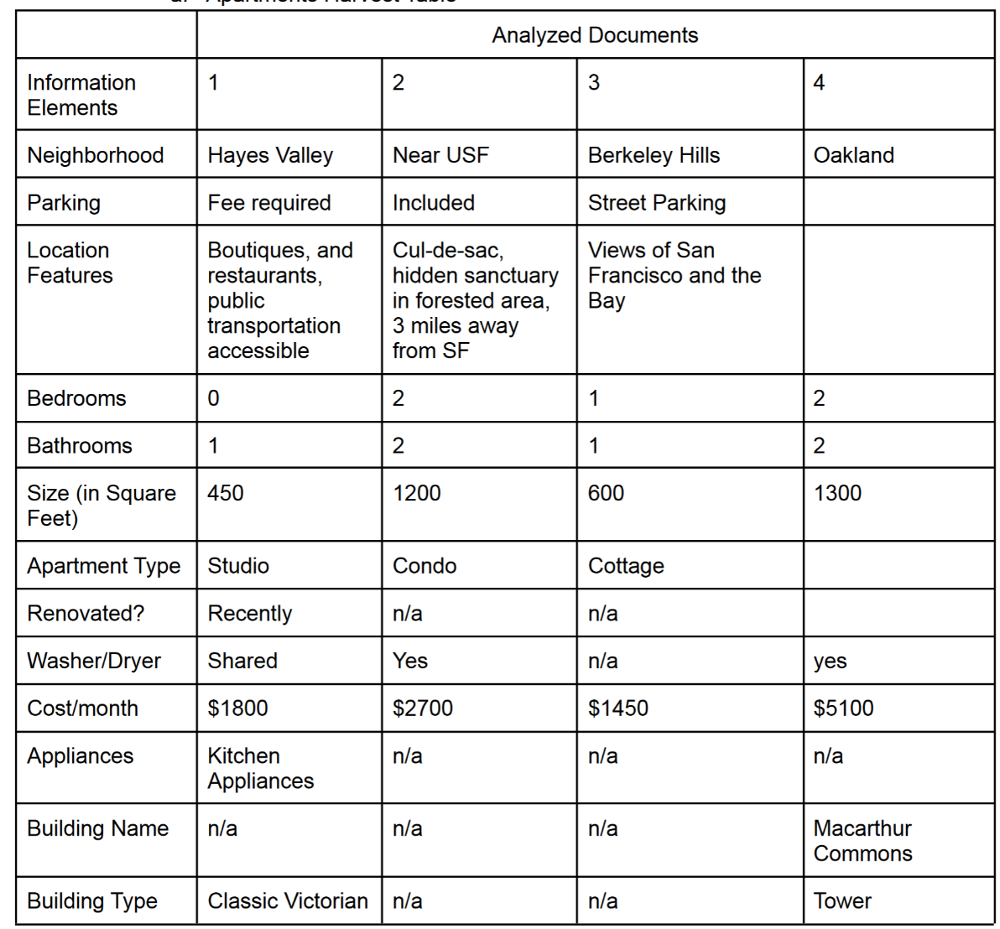 a. Apartments Harvest Table
Analyzed Documents
Information Elements 1 2 3 4
Neighborhood Hayes Valley Near USF Berkeley Hills Oakland
Parking Fee required Included Street Parking
Location Features
Boutiques, and restaurants, public transportation accessible
Cul-de-sac, hidden sanctuary in forested area, 3 miles away from SF
Views of San Francisco and the Bay
Bedrooms 0 2 1 2
Bathrooms 1 2 1 2
Size (in Square Feet) 450 1200 600 1300
Apartment Type Studio Condo Cottage
Renovated? Recently n/a n/a
Washer/Dryer Shared Yes n/a yes
Cost/month $1800 $2700 $1450 $5100
Appliances Kitchen Appliances n/a n/a n/a
Building Name n/a n/a n/a Macarthur Commons
Building Type Classic Victorian n/a n/a Tower